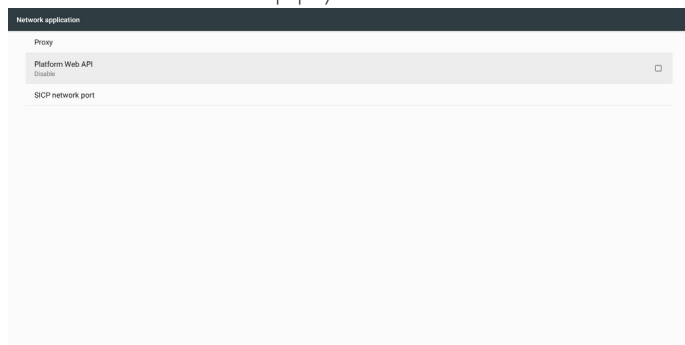 Network application
Proxy
Platform Web API
Disable
SICP network port